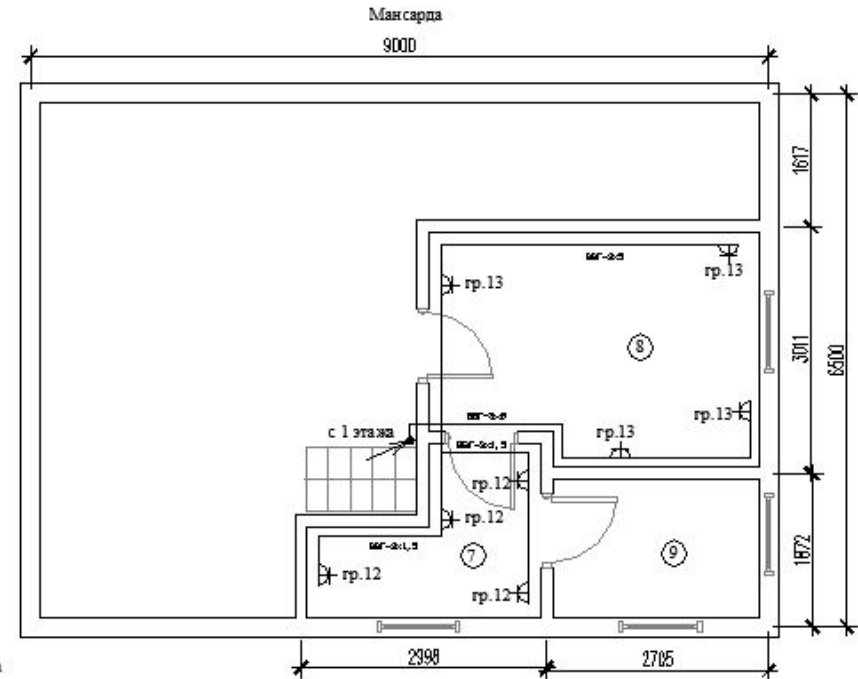 Мансарда
9000
1617
гр.13
гр.13
8
3011
6500
гр.13
с 1 этажа
гр.13
гр.12
гр.12
7
9
1872
гр.12
гр.12
2998
2705